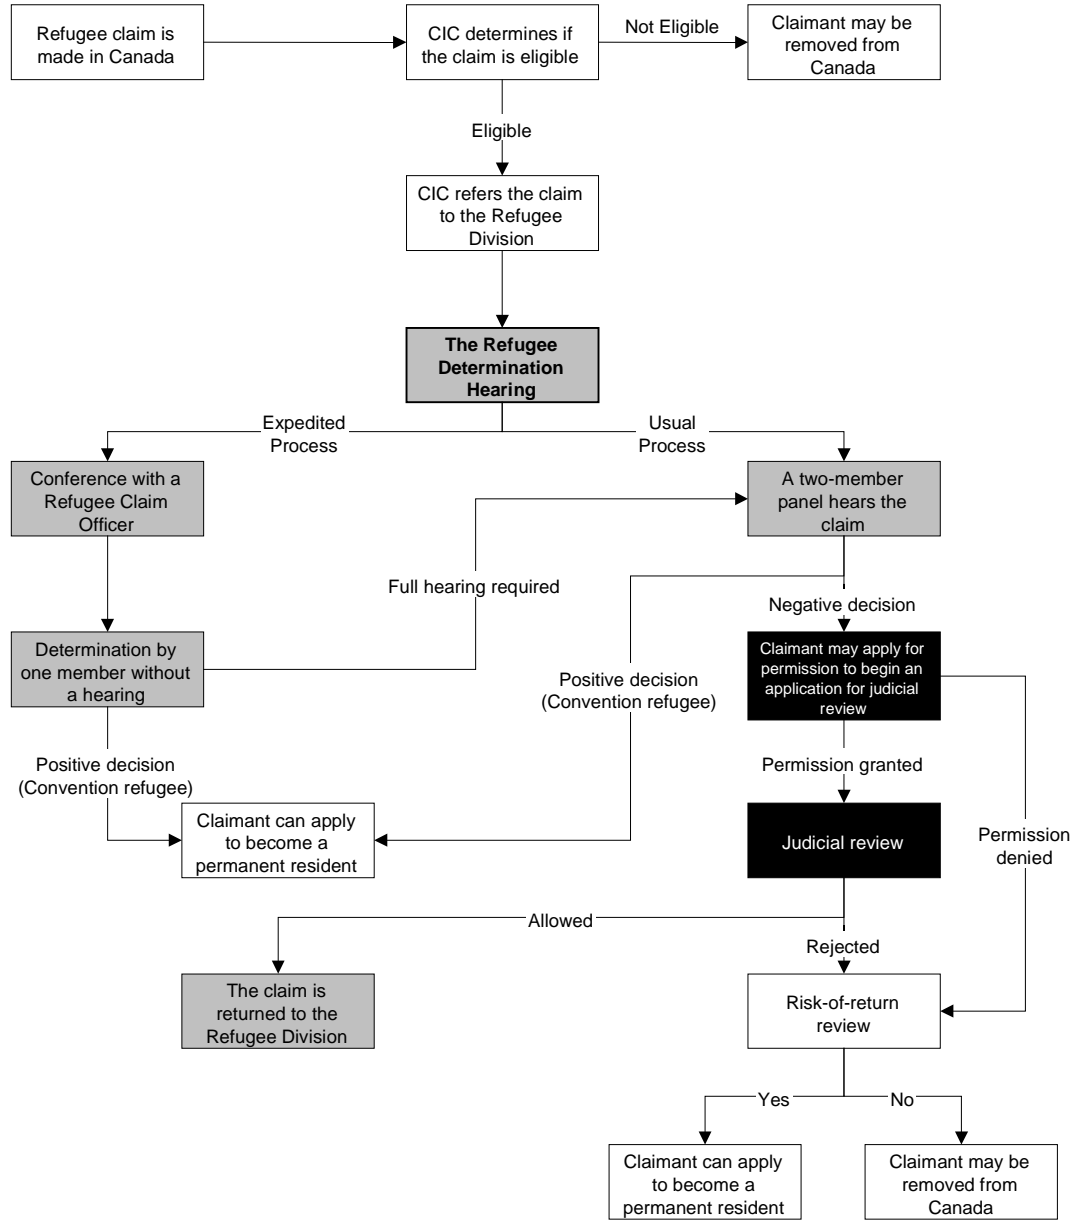 Refugee claim is
made in Canada
CIC determines if
the claim is eligible
Not Eligible
Claimant may be
removed from
Canada
Eligible
CIC refers the claim
to the Refugee
Division
The Refugee
Determination
Hearing
Expedited
Process
Usual
Process
Conference with a
Refugee Claim
Officer
A two-member
panel hears the
claim
Full hearing required
Negative decision
Determination by
one member without
a hearing
Claimant may apply for
permission to begin an
application for judicial
review
Positive decision
(Convention refugee)
Positive decision
(Convention refugee)
Permission granted
Claimant can apply
to become a
permanent resident
Judicial review
Permission
denied
Allowed
Rejected
The claim is
returned to the
Refugee Division
Risk-of-return
review
Yes
No
Claimant can apply
to become a
permanent resident
Claimant may be
removed from
Canada